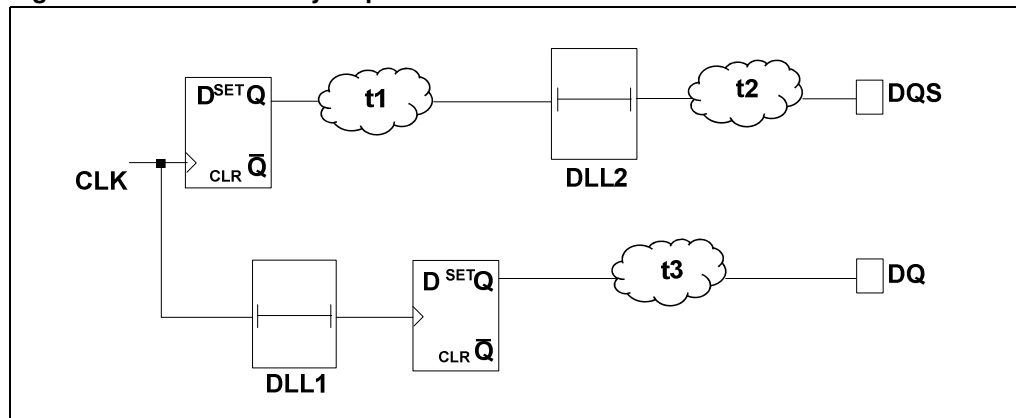 D SET Q
t1
t2
DQS
CLK
CLR Q̅
DLL2
D SET Q
t3
DQ
CLR Q̅
DLL1